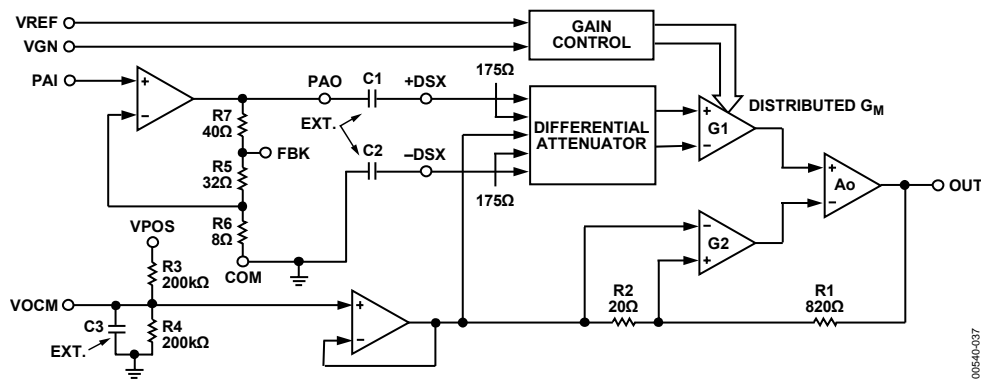 VREF
VGN
GAIN
CONTROL
PAI
+
−
PAO
C1
+DSX
175Ω
DISTRIBUTED GM
R7
40Ω
EXT.
FBK
C2
−DSX
DIFFERENTIAL
ATTENUATOR
+
G1
−
R5
32Ω
175Ω
+
Ao
−
OUT
VPOS
R6
8Ω
COM
−
G2
+
R3
200kΩ
VOCM
R2
20Ω
R1
820Ω
C3
EXT.
R4
200kΩ
+
−
00540-037